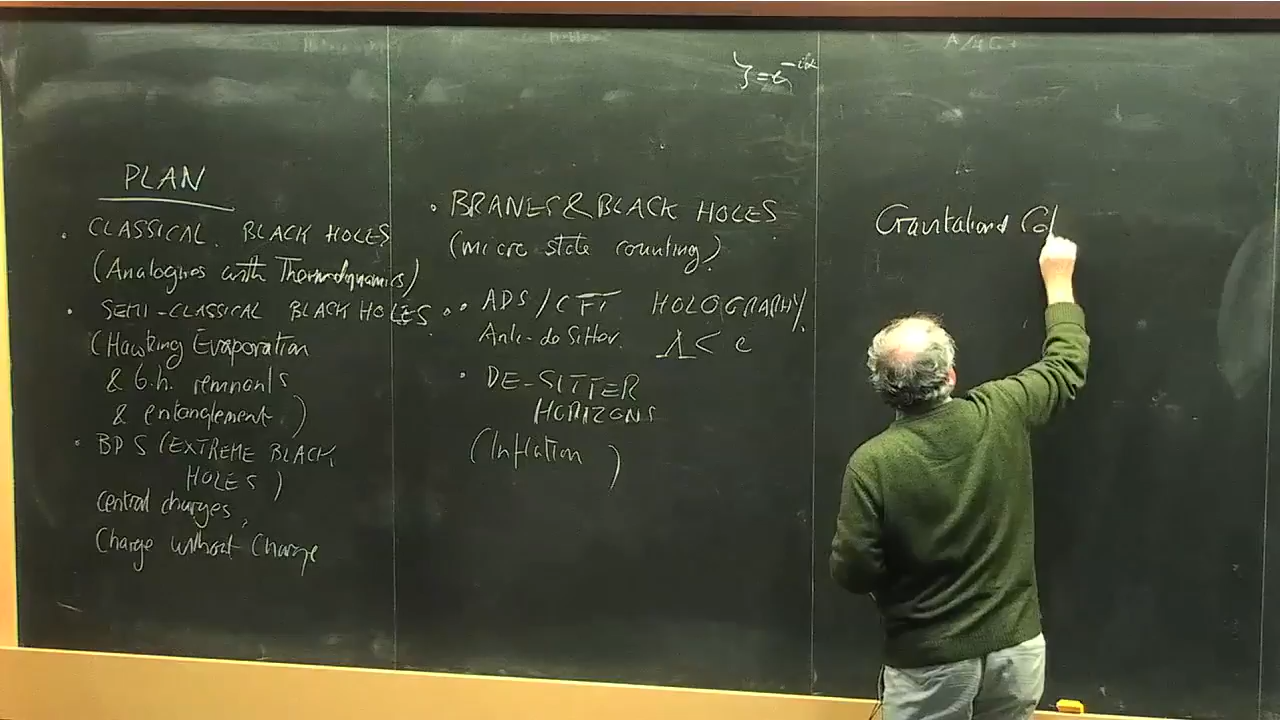 PLAN
. CLASSICAL. BLACK HOLES
(Analogies with Thermodynamics)
. SEMI-CLASSICAL BLACK HOLES.
(Hawking Evaporation
& b.h. remnants
& entanglement.)
. BPS (EXTREME BLACK
HOLES)
Central charges,
Charge without Charge
ζ=e
. BRANES & BLACK HOLES
(micro state counting)
. ADS/CFT HOLOGRAPHY
Anti-de Sitter. Λ<
. DE-SITTER
HORIZONS
(Inflation )
Gravitational Col